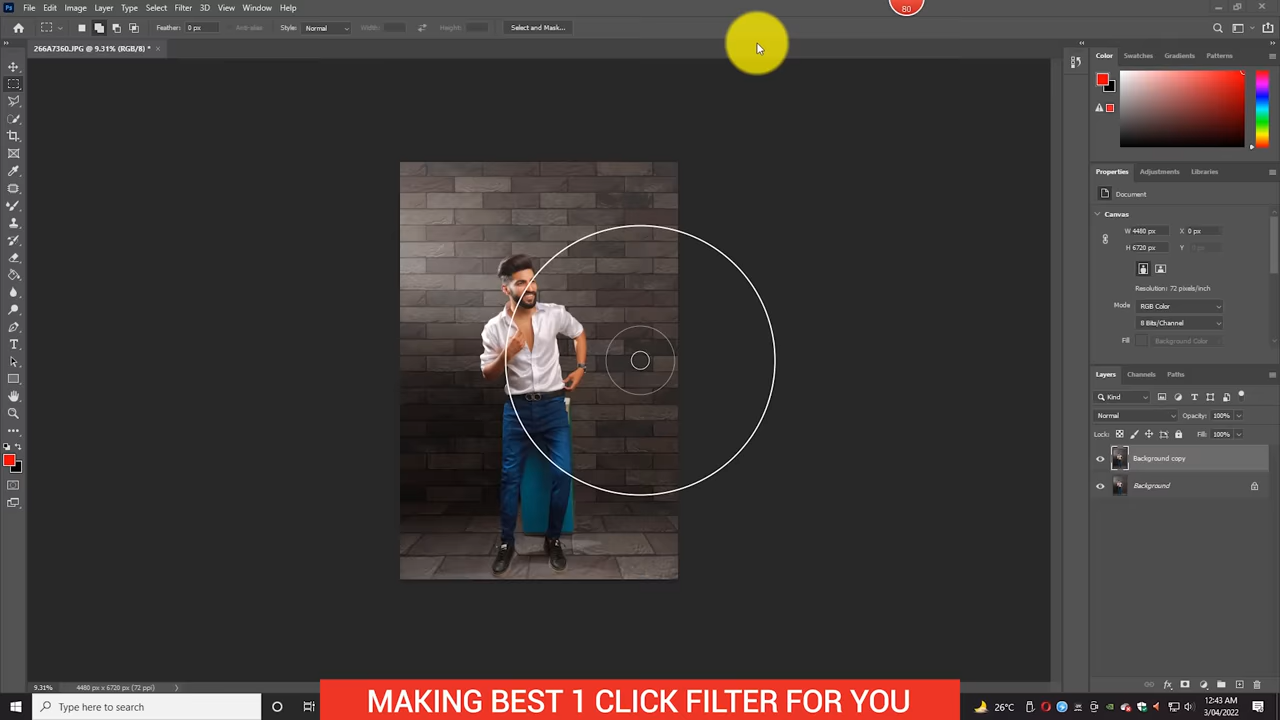 File Edit Image Layer Type Select Filter 3D View Window Help
80
Feather: 0 px Anti-alias Style: Normal Width: Height: Select and Mask...
266A7360.JPG @ 9.31% (RGB/8) *
Color Swatches Gradients Patterns
Properties Adjustments Libraries
Document
Canvas
W 4480 px X 0 px
H 6720 px Y 0 px
Resolution: 72 pixels/inch
Mode RGB Color
8 Bits/Channel
Fill Background Color
Layers Channels Paths
Kind
Normal Opacity: 100%
Lock: Fill: 100%
Background copy
Background
9.31% 4480 px x 6720 px (72 ppi)
MAKING BEST 1 CLICK FILTER FOR YOU
Type here to search
26°C
12:43 AM
3/04/2022